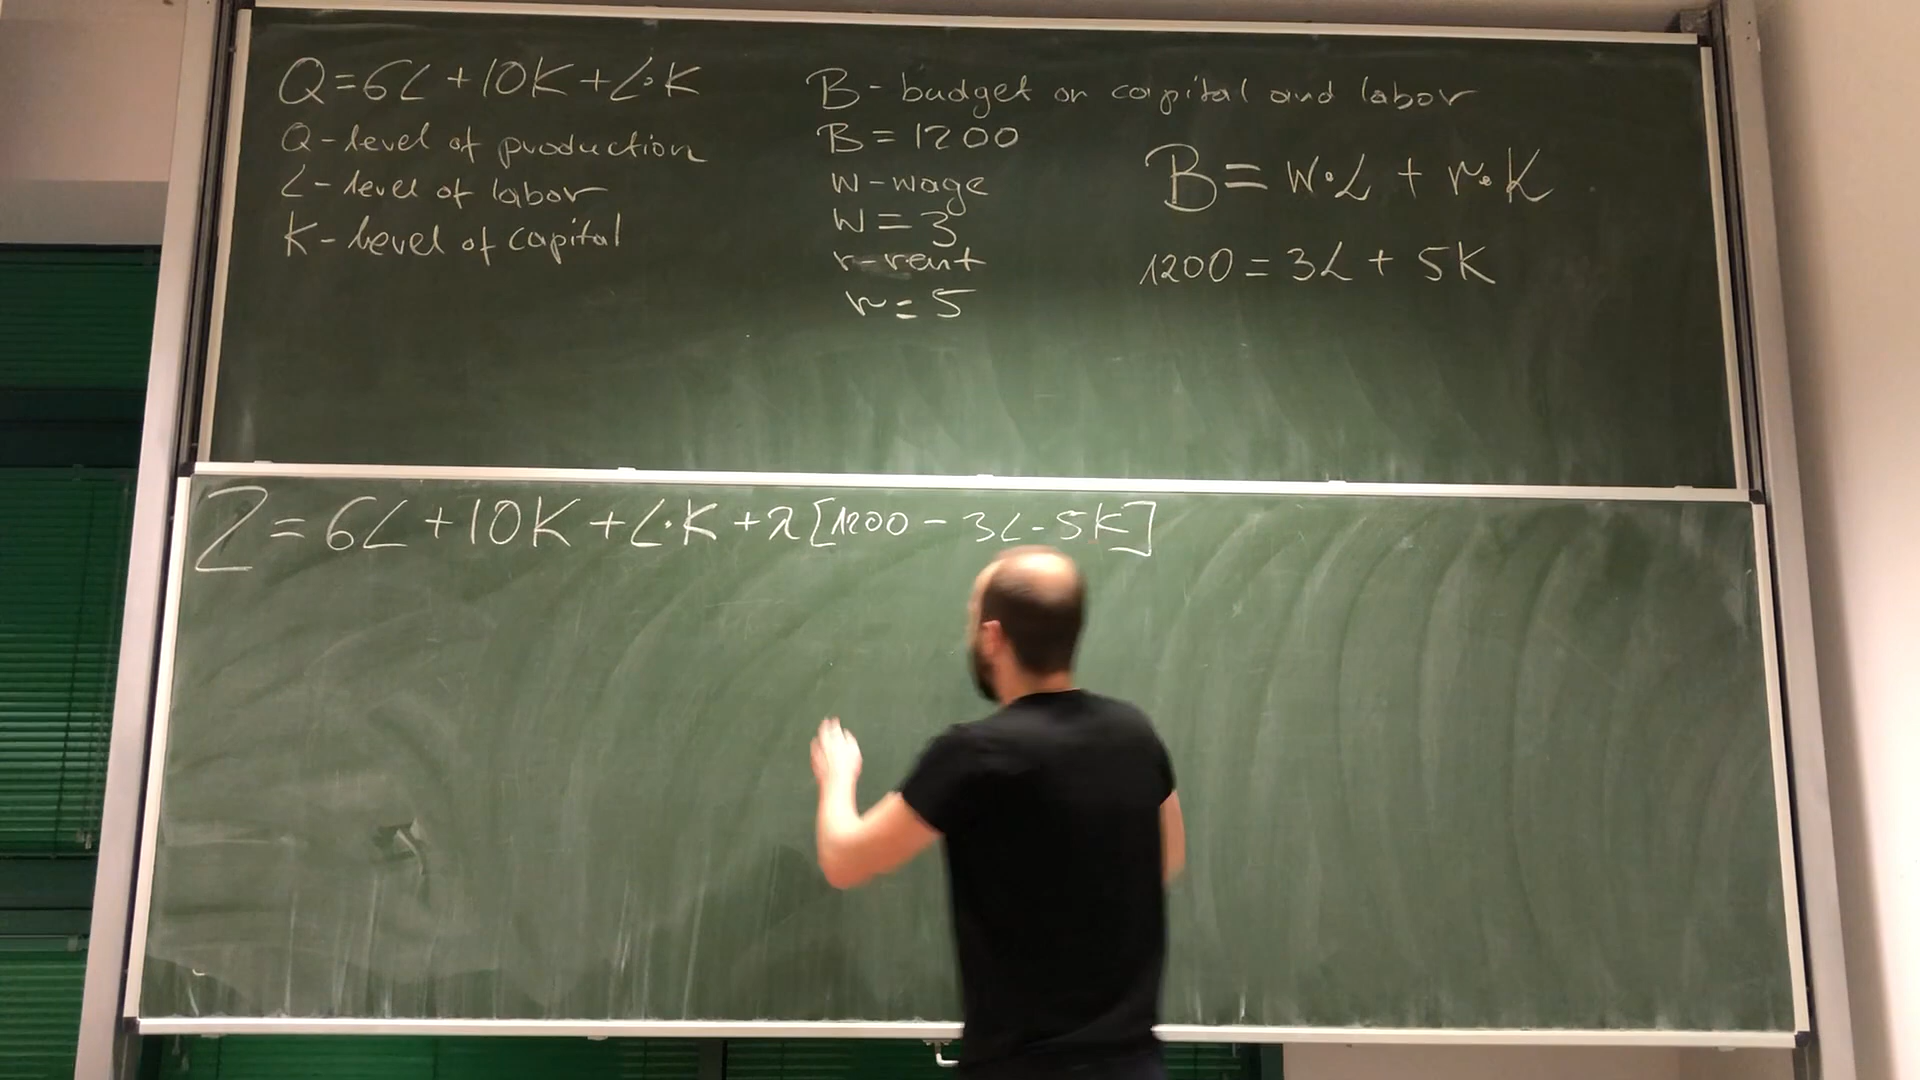 Q=6L+10K+L·K
Q-level of production
L-level of labor
K-level of capital
B-budget on capital and labor
B=1200
w-wage
w=3
r-rent
r=5
B=w·L+r·K
1200=3L+5K
Z=6L+10K+L·K+λ[1200-3L-5K]